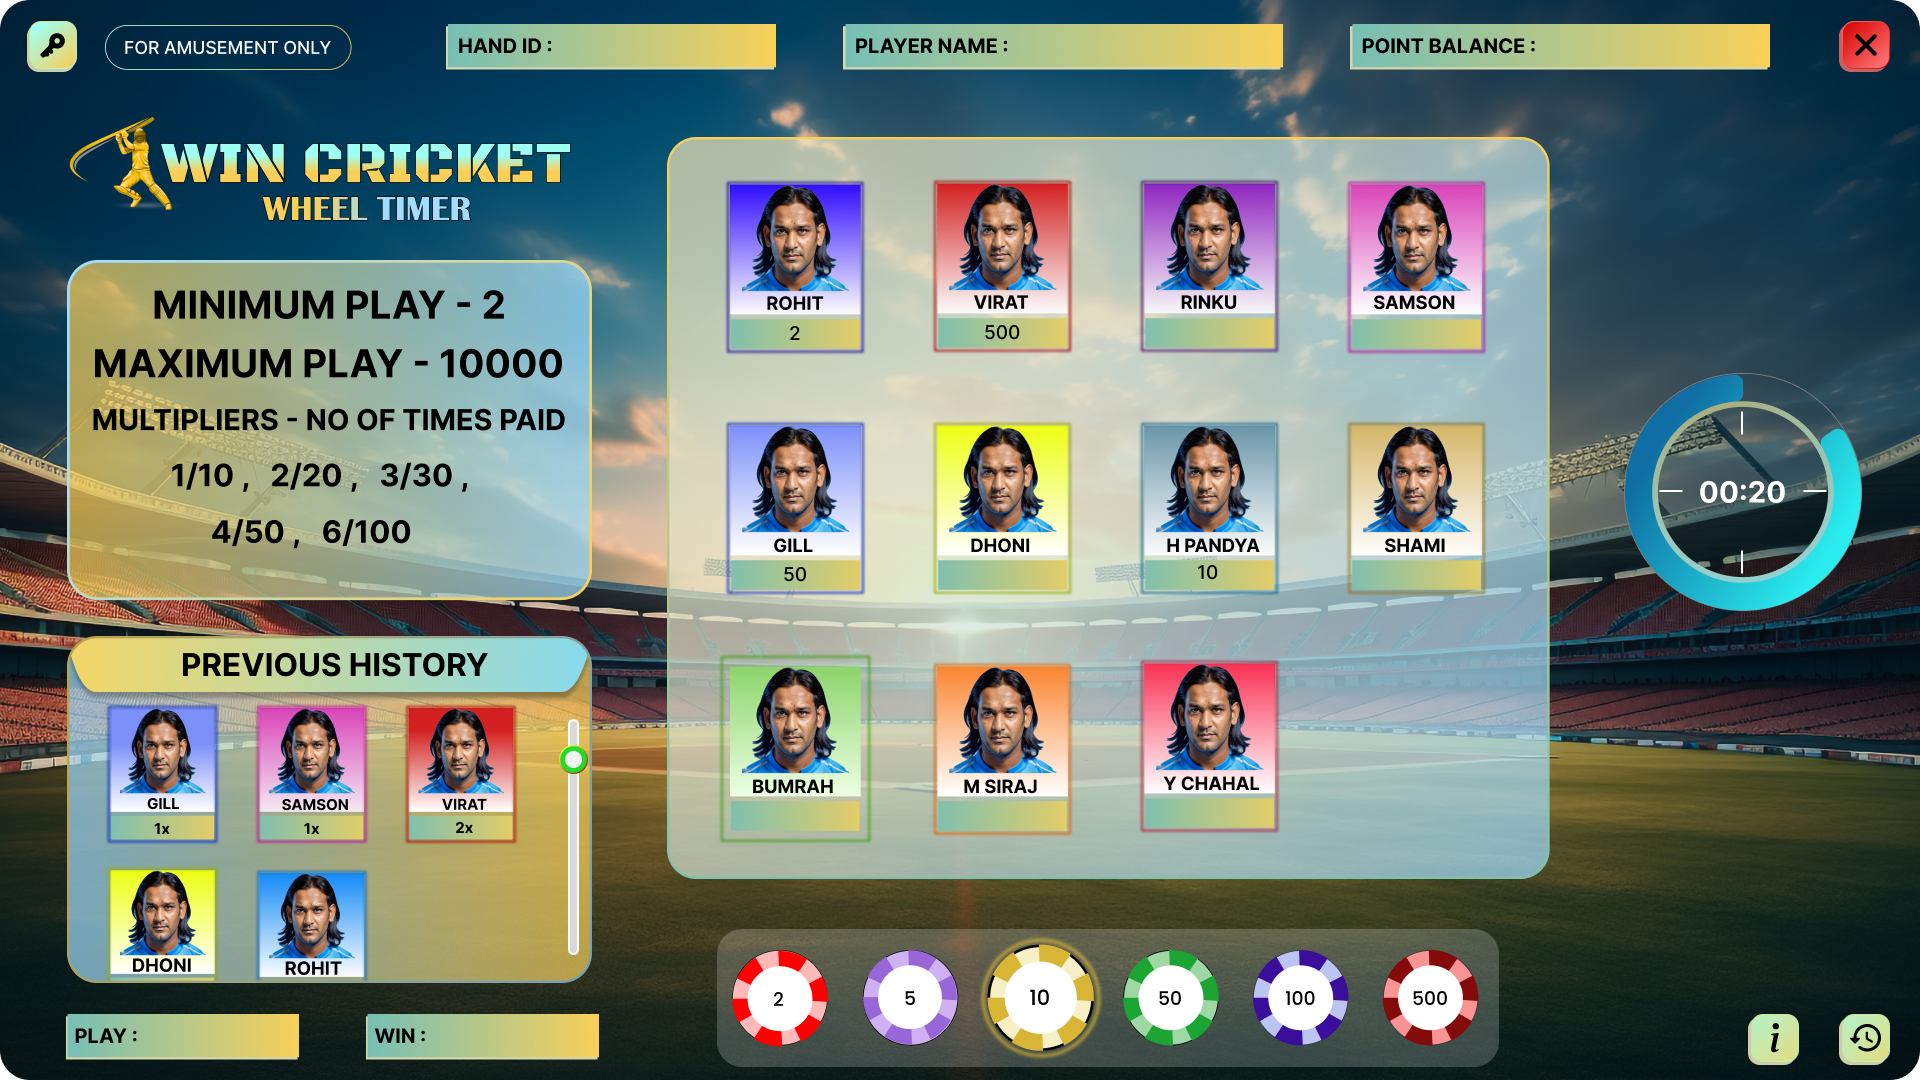 FOR AMUSEMENT ONLY
HAND ID :
PLAYER NAME :
POINT BALANCE :
WIN CRICKET
WHEEL TIMER
MINIMUM PLAY - 2
MAXIMUM PLAY - 10000
MULTIPLIERS - NO OF TIMES PAID
1/10 , 2/20 , 3/30 ,
4/50 , 6/100
PREVIOUS HISTORY
GILL SAMSON VIRAT
1x 1x 2x
DHONI ROHIT
PLAY :
WIN :
ROHIT VIRAT RINKU SAMSON
2 500
GILL DHONI H PANDYA SHAMI
50 10
BUMRAH M SIRAJ Y CHAHAL
00:20
2 5 10 50 100 500
i